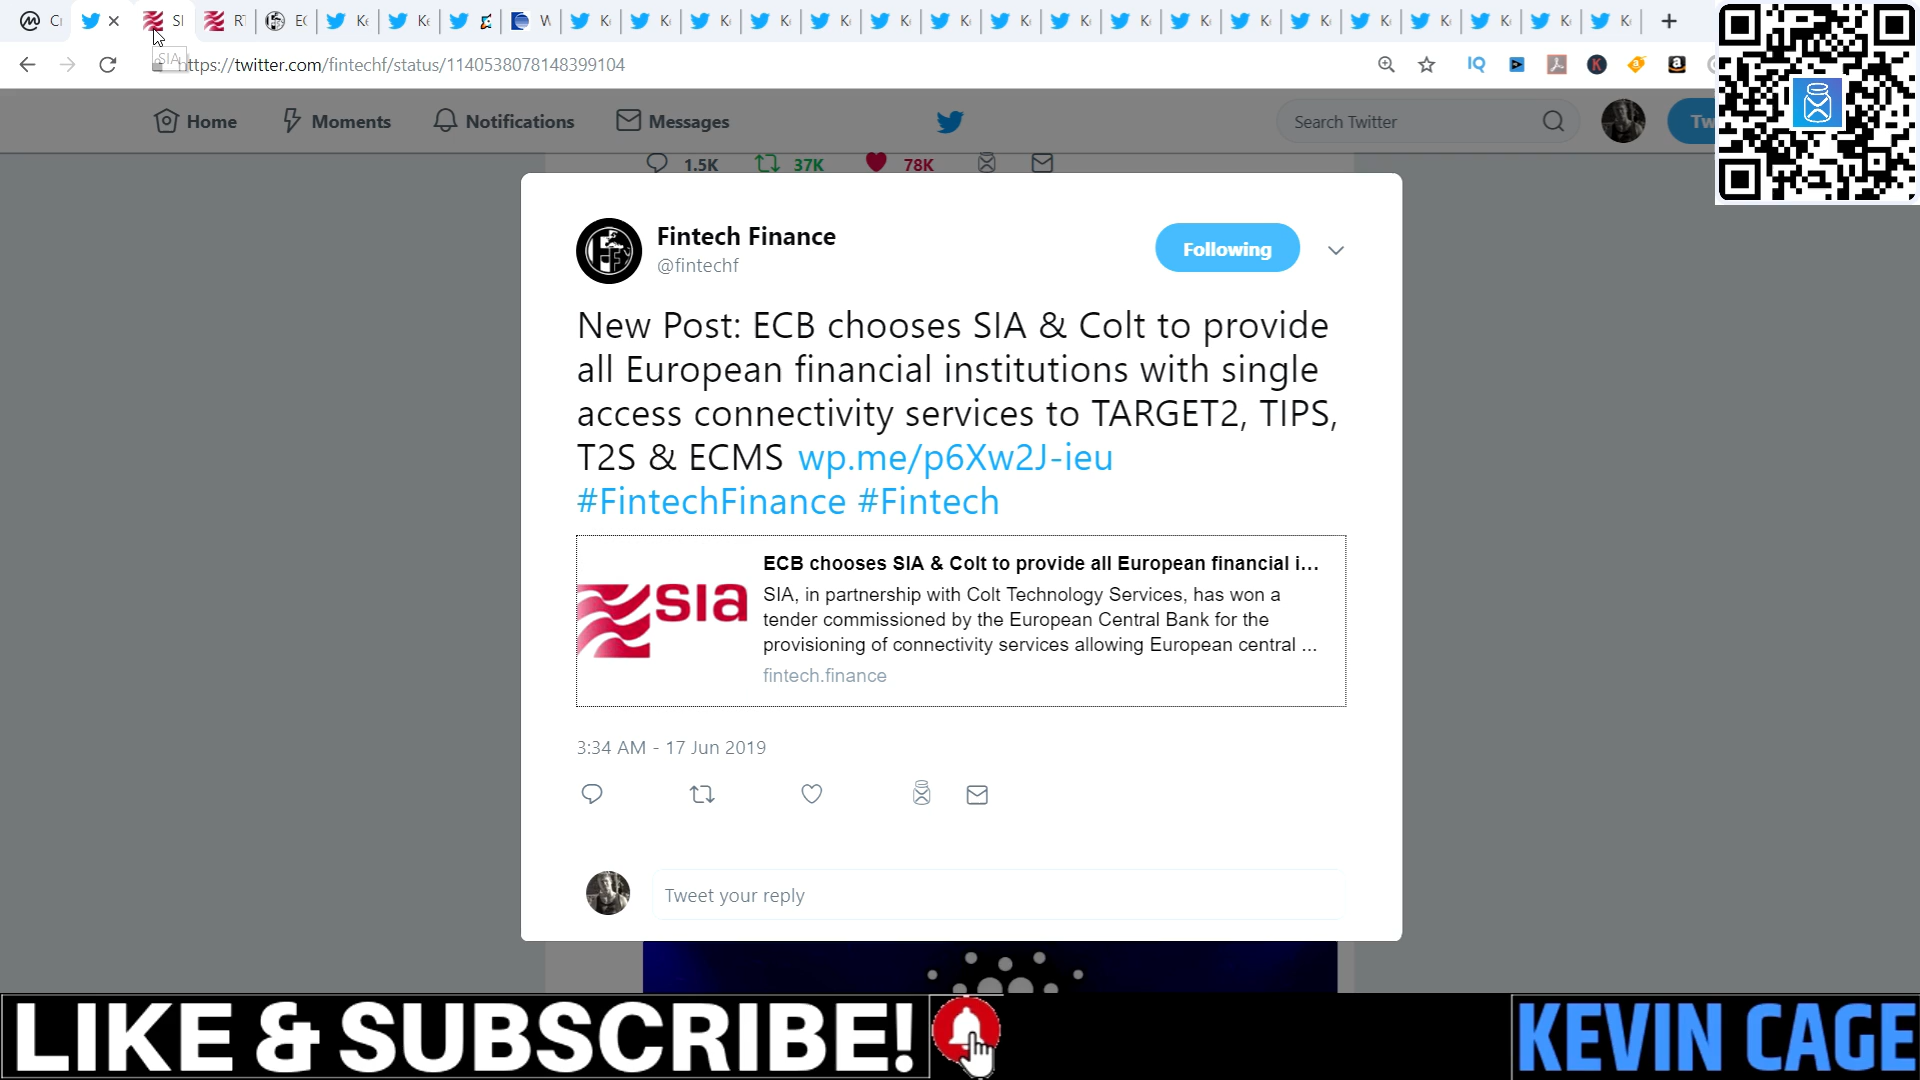 SI
https://twitter.com/fintechf/status/1140538078148399104
SIA
IQ
Home
Moments
Notifications
Messages
Search Twitter
Tw
1.5K
37K
78K
Fintech Finance
@fintechf
Following
New Post: ECB chooses SIA & Colt to provide
all European financial institutions with single
access connectivity services to TARGET2, TIPS,
T2S & ECMS wp.me/p6Xw2J-ieu
#FintechFinance #Fintech
sia
ECB chooses SIA & Colt to provide all European financial i...
SIA, in partnership with Colt Technology Services, has won a
tender commissioned by the European Central Bank for the
provisioning of connectivity services allowing European central ...
fintech.finance
3:34 AM - 17 Jun 2019
Tweet your reply
LIKE & SUBSCRIBE!
KEVIN CAGE